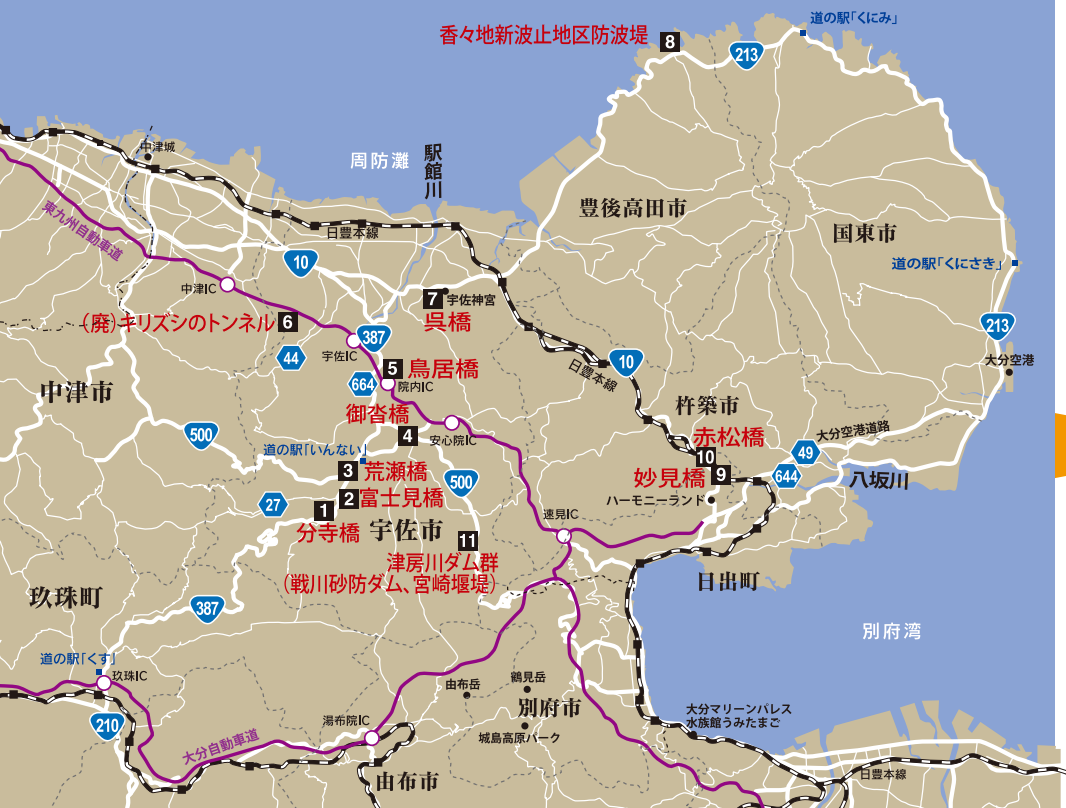 道の駅「くにみ」
香々地新波止地区防波堤 8
213
中津城
周防灘
駅館川
豊後高田市
国東市
日豊本線
東九州自動車道
10
道の駅「くにさき」
中津IC
7 宇佐神宮
呉橋
(廃)キリズシのトンネル 6
387
213
宇佐IC
44
10
日豊本線
大分空港
5 鳥居橋
664
院内IC
中津市
御沓橋
杵築市
4
安心院IC
赤松橋
大分空港道路
500
道の駅「いんない」
10
49
3 荒瀬橋
妙見橋 9
644
八坂川
500
2 富士見橋
ハーモニーランド
27
1
分寺橋
宇佐市
速見IC
11
津房川ダム群
(戦川砂防ダム、宮崎堰堤)
日出町
玖珠町
387
別府湾
道の駅「くす」
玖珠IC
由布岳
鶴見岳
別府市
210
湯布院IC
大分マリーンパレス
水族館うみたまご
城島高原パーク
大分自動車道
由布市
日豊本線